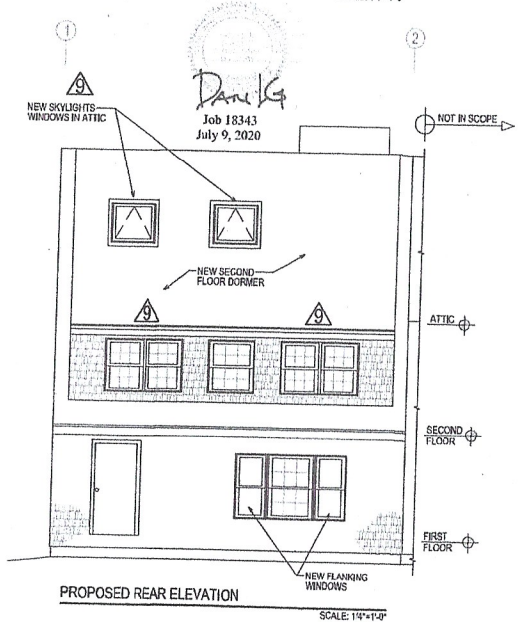 1
2
9
NEW SKYLIGHTS
WINDOWS IN ATTIC
Job 18343
July 9, 2020
NOT IN SCOPE
NEW SECOND
FLOOR DORMER
9
9
ATTIC
SECOND
FLOOR
FIRST
FLOOR
NEW FLANKING
WINDOWS
PROPOSED REAR ELEVATION
SCALE: 1'4"=1'-0"